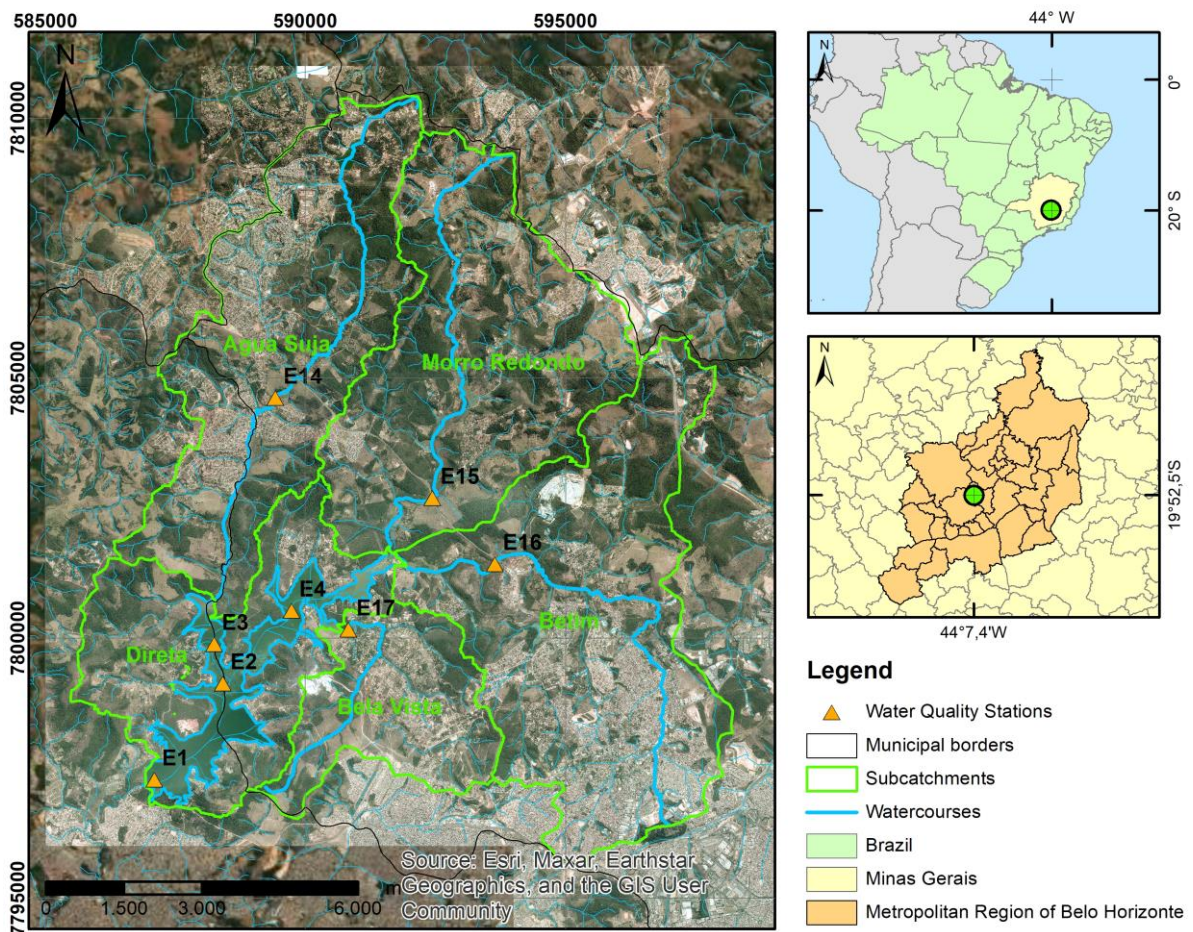 585000
590000
595000
N
7810000
7805000
7800000
7795000
Agua Suja
E14
Morro Redondo
E15
E16
E4
E17
E3
Betim
Direta
E2
Bela Vista
E1
0
1.500
3.000
6.000
m
Source: Esri, Maxar, Earthstar
Geographics, and the GIS User
Community
44° W
N
0°
20° S
N
19°52,5'S
44°7,4'W
Legend
Water Quality Stations
Municipal borders
Subcatchments
Watercourses
Brazil
Minas Gerais
Metropolitan Region of Belo Horizonte